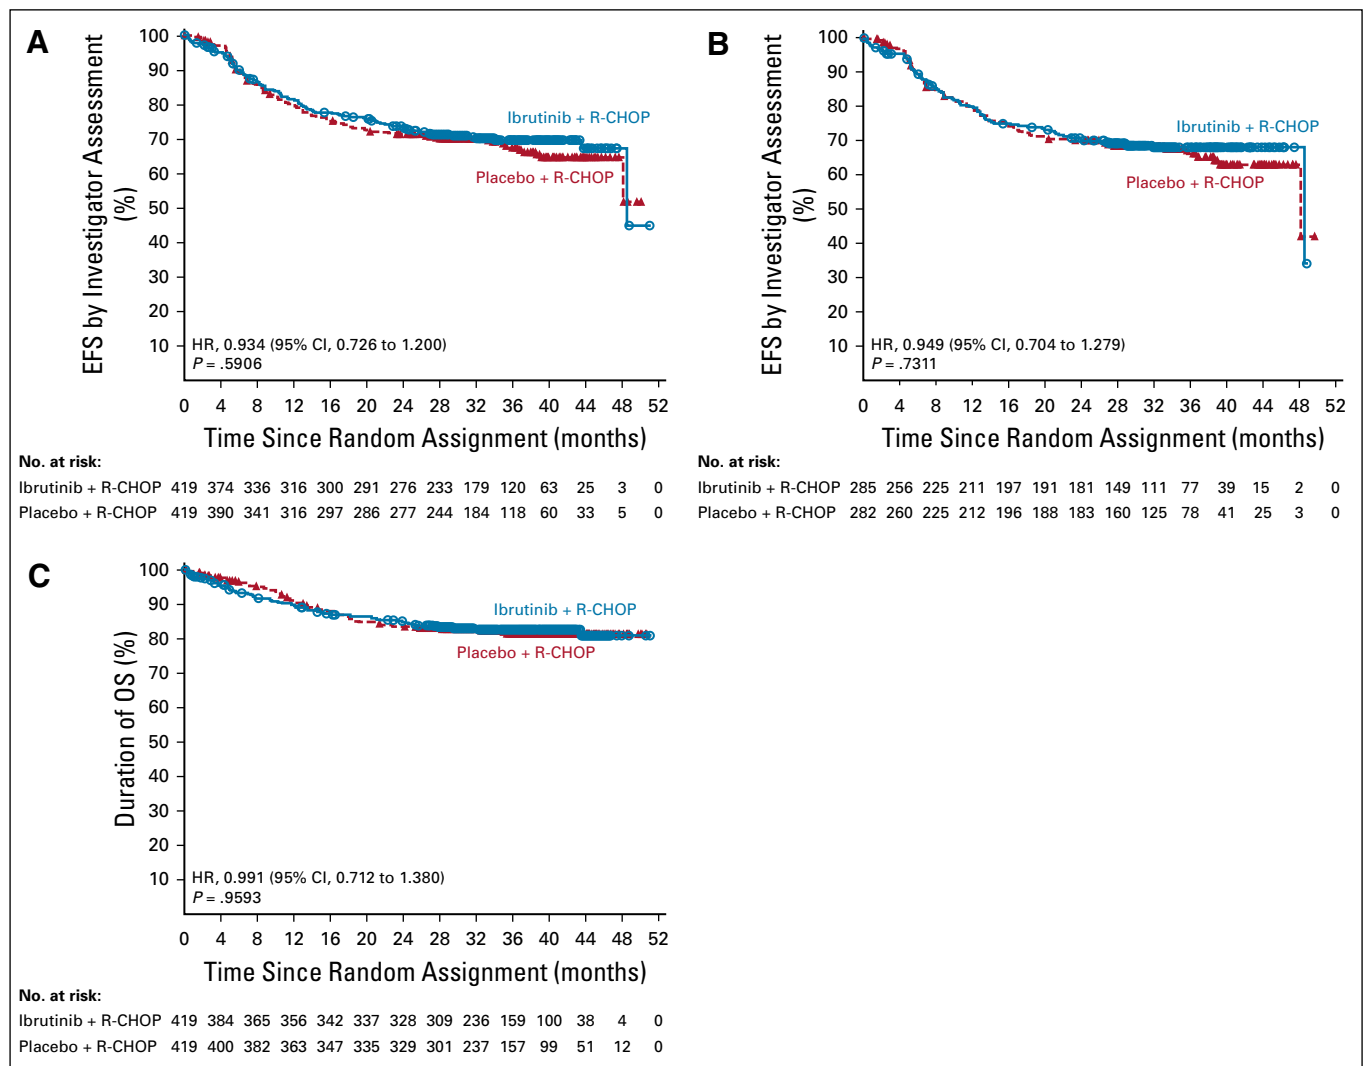 A
EFS by Investigator Assessment
(%)
100
90
80
70
60
50
40
30
20
10
Ibrutinib + R-CHOP
Placebo + R-CHOP
HR, 0.934 (95% CI, 0.726 to 1.200)
P = .5906
0 4 8 12 16 20 24 28 32 36 40 44 48 52
Time Since Random Assignment (months)
No. at risk:
Ibrutinib + R-CHOP 419 374 336 316 300 291 276 233 179 120 63 25 3 0
Placebo + R-CHOP 419 390 341 316 297 286 277 244 184 118 60 33 5 0
B
EFS by Investigator Assessment
(%)
100
90
80
70
60
50
40
30
20
10
Ibrutinib + R-CHOP
Placebo + R-CHOP
HR, 0.949 (95% CI, 0.704 to 1.279)
P = .7311
0 4 8 12 16 20 24 28 32 36 40 44 48 52
Time Since Random Assignment (months)
No. at risk:
Ibrutinib + R-CHOP 285 256 225 211 197 191 181 149 111 77 39 15 2 0
Placebo + R-CHOP 282 260 225 212 196 188 183 160 125 78 41 25 3 0
C
Duration of OS (%)
100
90
80
70
60
50
40
30
20
10
Ibrutinib + R-CHOP
Placebo + R-CHOP
HR, 0.991 (95% CI, 0.712 to 1.380)
P = .9593
0 4 8 12 16 20 24 28 32 36 40 44 48 52
Time Since Random Assignment (months)
No. at risk:
Ibrutinib + R-CHOP 419 384 365 356 342 337 328 309 236 159 100 38 4 0
Placebo + R-CHOP 419 400 382 363 347 335 329 301 237 157 99 51 12 0